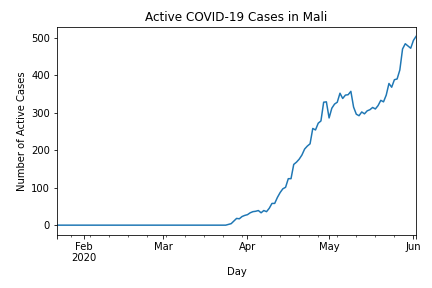 Active COVID-19 Cases in Mali
Number of Active Cases
500
400
300
200
100
0
Feb Mar Apr May Jun
2020
Day